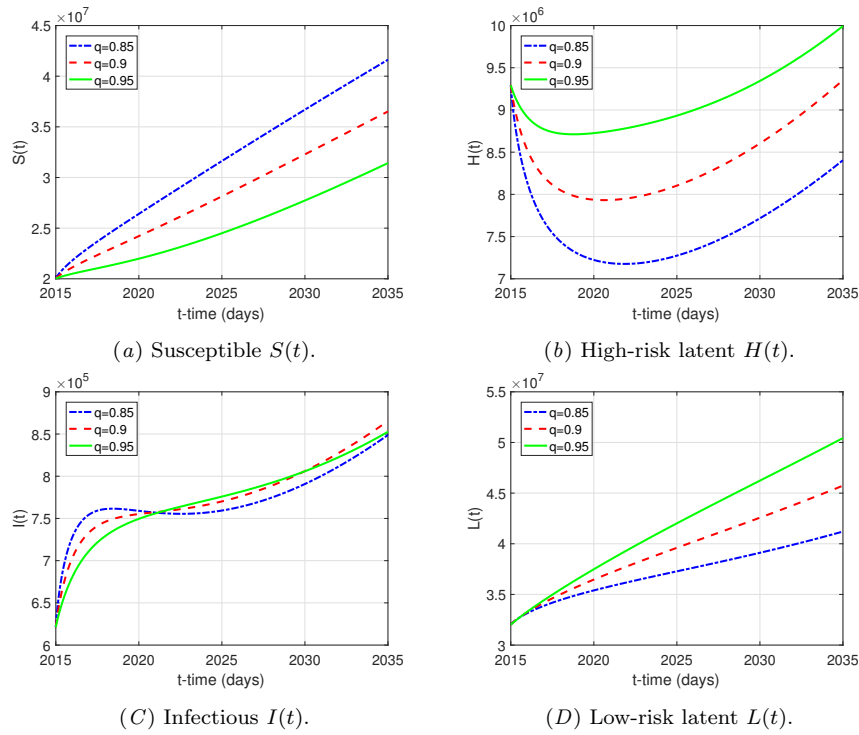 ×10⁷
4.5
4
3.5
3
2.5
2
S(t)
q=0.85
q=0.9
q=0.95
2015 2020 2025 2030 2035
t-time (days)
(a) Susceptible S(t).
×10⁶
10
9.5
9
8.5
8
7.5
7
H(t)
q=0.85
q=0.9
q=0.95
2015 2020 2025 2030 2035
t-time (days)
(b) High-risk latent H(t).
×10⁵
9
8.5
8
7.5
7
6.5
6
I(t)
q=0.85
q=0.9
q=0.95
2015 2020 2025 2030 2035
t-time (days)
(C) Infectious I(t).
×10⁷
5.5
5
4.5
4
3.5
3
L(t)
q=0.85
q=0.9
q=0.95
2015 2020 2025 2030 2035
t-time (days)
(D) Low-risk latent L(t).